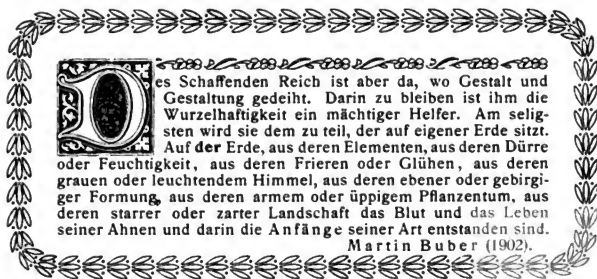 Des Schaffenden Reich ist aber da, wo Gestalt und
Gestaltung gedeiht. Darin zu bleiben ist ihm die
Wurzelhaftigkeit ein mächtiger Helfer. Am selig-
sten wird sie dem zu teil, der auf eigener Erde sitzt.
Auf der Erde, aus deren Elementen, aus deren Dürre
oder Feuchtigkeit, aus deren Frieren oder Glühen, aus deren
grauen oder leuchtendem Himmel, aus deren ebener oder gebirgi-
ger Formung, aus deren armem oder üppigem Pflanzentum, aus
deren starrer oder zarter Landschaft das Blut und das Leben
seiner Ahnen und darin die Anfänge seiner Art entstanden sind.
Martin Buber (1902).